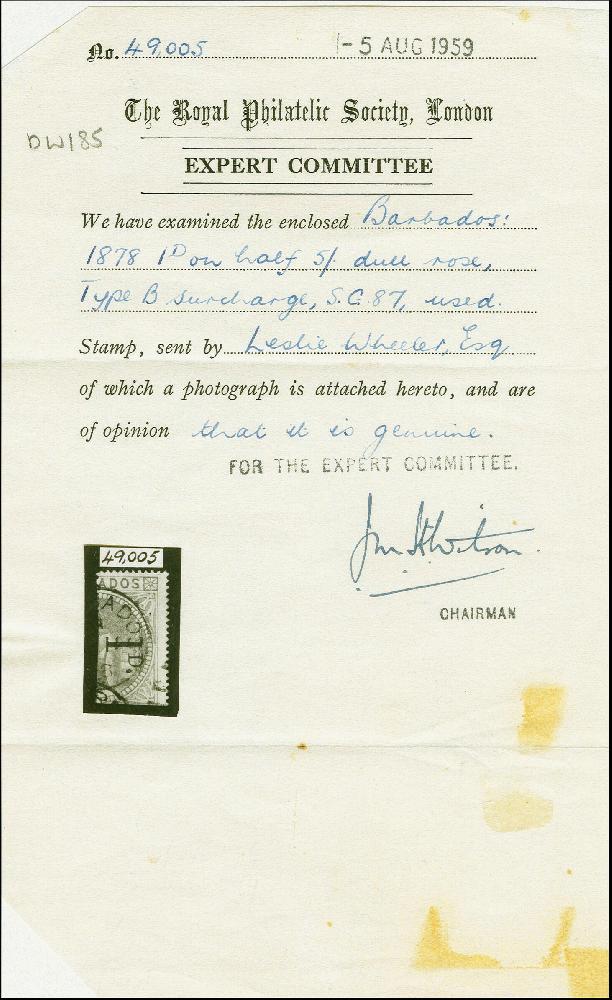 No. 49,005
- 5 AUG 1959
The Royal Philatelic Society, London
DW185
EXPERT COMMITTEE
We have examined the enclosed Barbados:
1878 1D on half 5/ dull rose,
Type B surcharge, S.G. 87, used.
Stamp, sent by Leslie Wheeler, Esq
of which a photograph is attached hereto, and are
of opinion that it is genuine.
FOR THE EXPERT COMMITTEE.
CHAIRMAN
49,005
ADOS
1D.